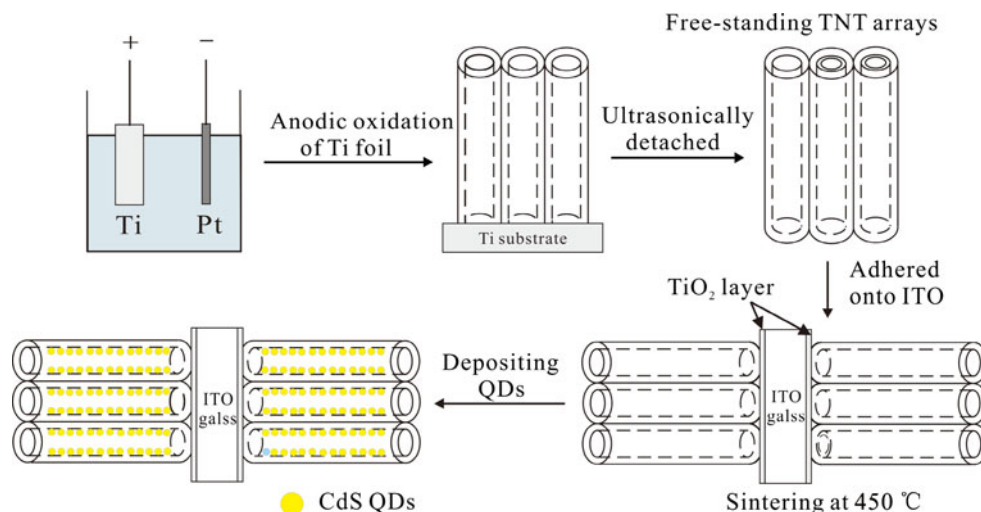 Free-standing TNT arrays
+ −
Anodic oxidation
of Ti foil
Ultrasonically
detached
Ti Pt
Ti substrate
Adhered
onto ITO
TiO₂ layer
Depositing
QDs
ITO
galss
ITO
galss
CdS QDs
Sintering at 450 ℃